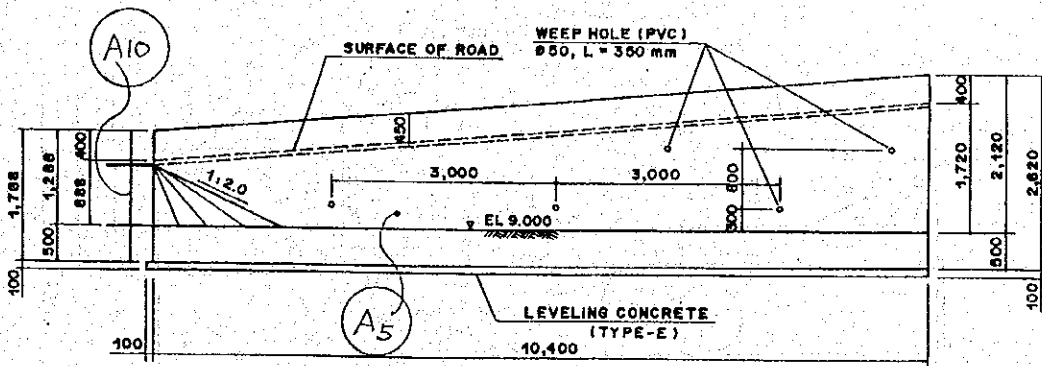 A10
SURFACE OF ROAD
WEEP HOLE (PVC)
Ø50, L = 350 mm
400
450
400
1,788
1,288
888
1:2.0
3,000
3,000
600
300
1,720
2,120
2,620
EL 9.000
500
500
100
100
A5
LEVELING CONCRETE
(TYPE-E)
100
10,400